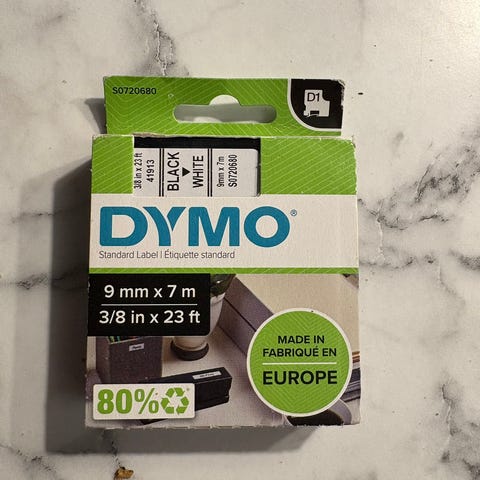 S0720680
D1
3/8 in x 23 ft
41913
BLACK
WHITE
9mm x 7m
S0720680
DYMO®
Standard Label | Étiquette standard
9 mm x 7 m
3/8 in x 23 ft
MADE IN
FABRIQUÉ EN
EUROPE
80%